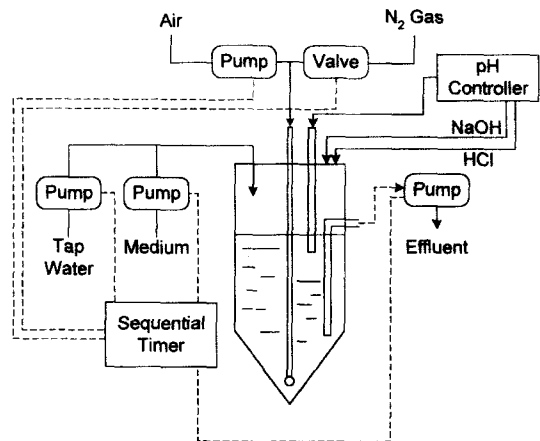 Air
N₂ Gas
Pump
Valve
pH
Controller
NaOH
HCl
Pump
Pump
Pump
Tap
Water
Medium
Effluent
Sequential
Timer